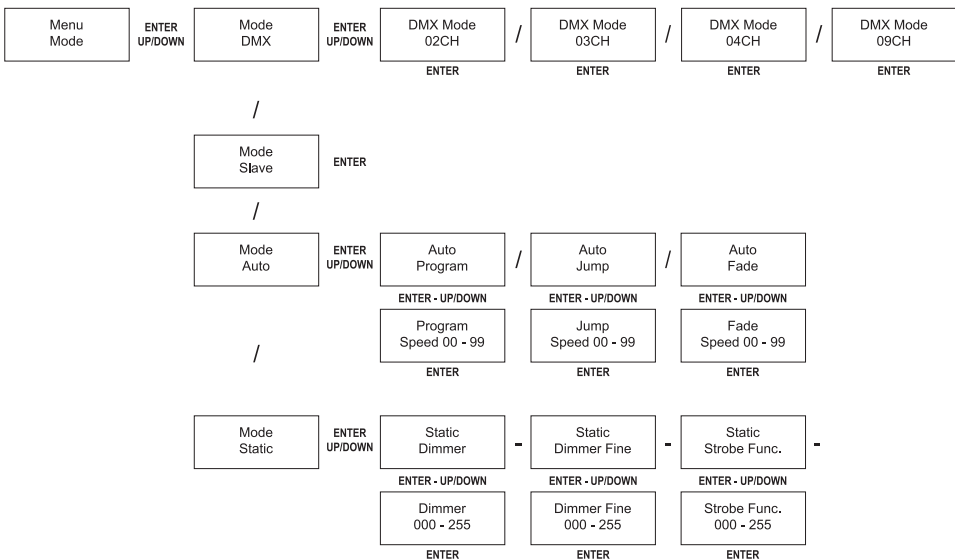 Menu
Mode
ENTER
UP/DOWN
Mode
DMX
ENTER
UP/DOWN
DMX Mode
02CH
ENTER
/
DMX Mode
03CH
ENTER
/
DMX Mode
04CH
ENTER
/
DMX Mode
09CH
ENTER
/
Mode
Slave
ENTER
/
Mode
Auto
ENTER
UP/DOWN
Auto
Program
/
Auto
Jump
/
Auto
Fade
ENTER - UP/DOWN
ENTER - UP/DOWN
ENTER - UP/DOWN
Program
Speed 00 - 99
ENTER
Jump
Speed 00 - 99
ENTER
Fade
Speed 00 - 99
ENTER
/
Mode
Static
ENTER
UP/DOWN
Static
Dimmer
-
Static
Dimmer Fine
-
Static
Strobe Func.
-
ENTER - UP/DOWN
ENTER - UP/DOWN
ENTER - UP/DOWN
Dimmer
000 - 255
ENTER
Dimmer Fine
000 - 255
ENTER
Strobe Func.
000 - 255
ENTER